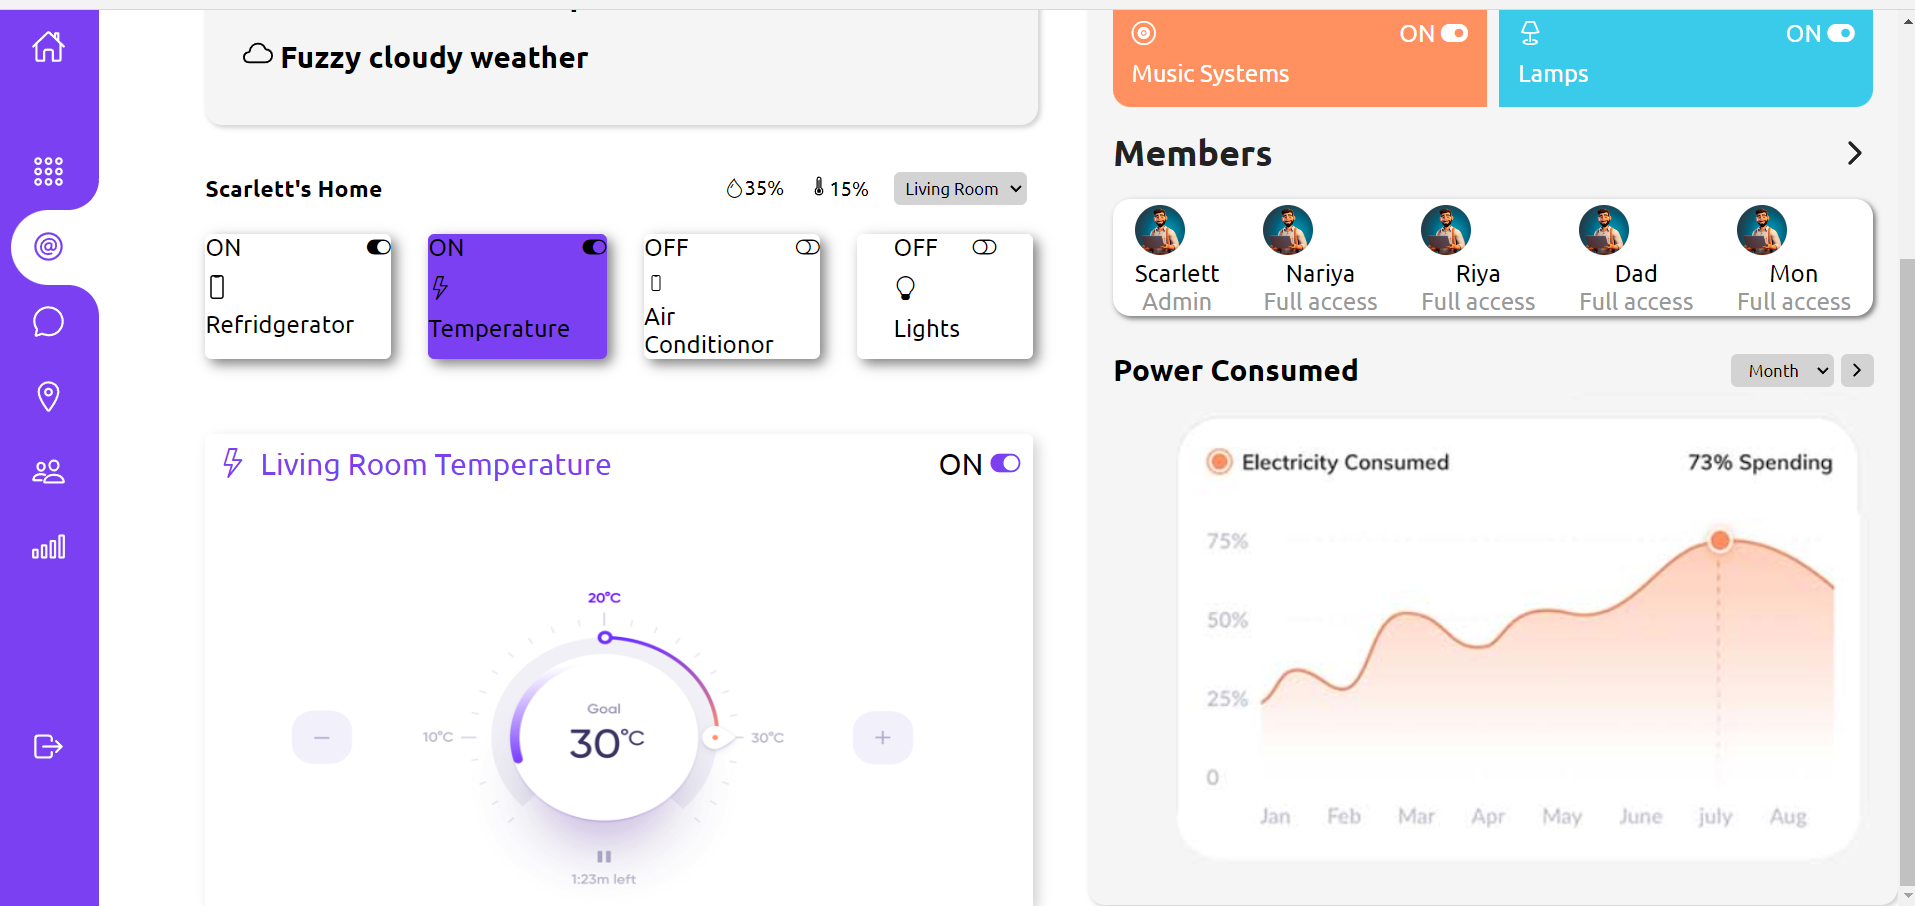 Fuzzy cloudy weather
Scarlett's Home
35%
15%
Living Room
ON
Refridgerator
ON
Temperature
OFF
Air
Conditionor
OFF
Lights
Living Room Temperature
ON
20°C
10°C
Goal
30°C
30°C
1:23m left
ON
Music Systems
ON
Lamps
Members
Scarlett
Admin
Nariya
Full access
Riya
Full access
Dad
Full access
Mon
Full access
Power Consumed
Month
Electricity Consumed
73% Spending
75%
50%
25%
0
Jan Feb Mar Apr May June july Aug